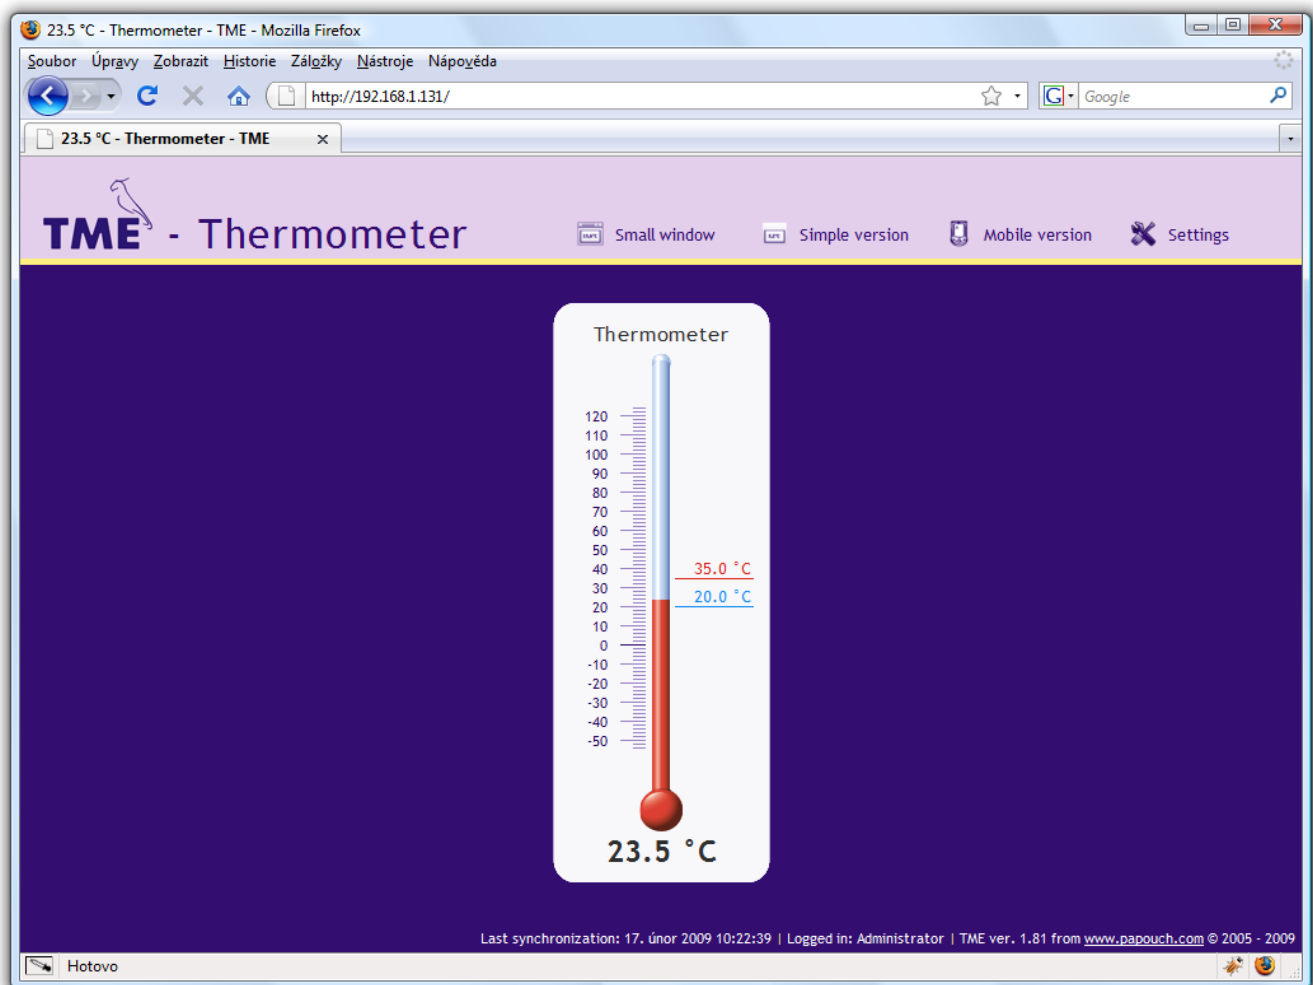 23.5 °C - Thermometer - TME - Mozilla Firefox
Soubor Úpravy Zobrazit Historie Záložky Nástroje Nápověda
http://192.168.1.131/
Google
23.5 °C - Thermometer - TME
TME - Thermometer
Small window
Simple version
Mobile version
Settings
Thermometer
120
110
100
90
80
70
60
50
40
35.0 °C
30
20.0 °C
20
10
0
-10
-20
-30
-40
-50
23.5 °C
Last synchronization: 17. únor 2009 10:22:39 | Logged in: Administrator | TME ver. 1.81 from www.papouch.com © 2005 - 2009
Hotovo